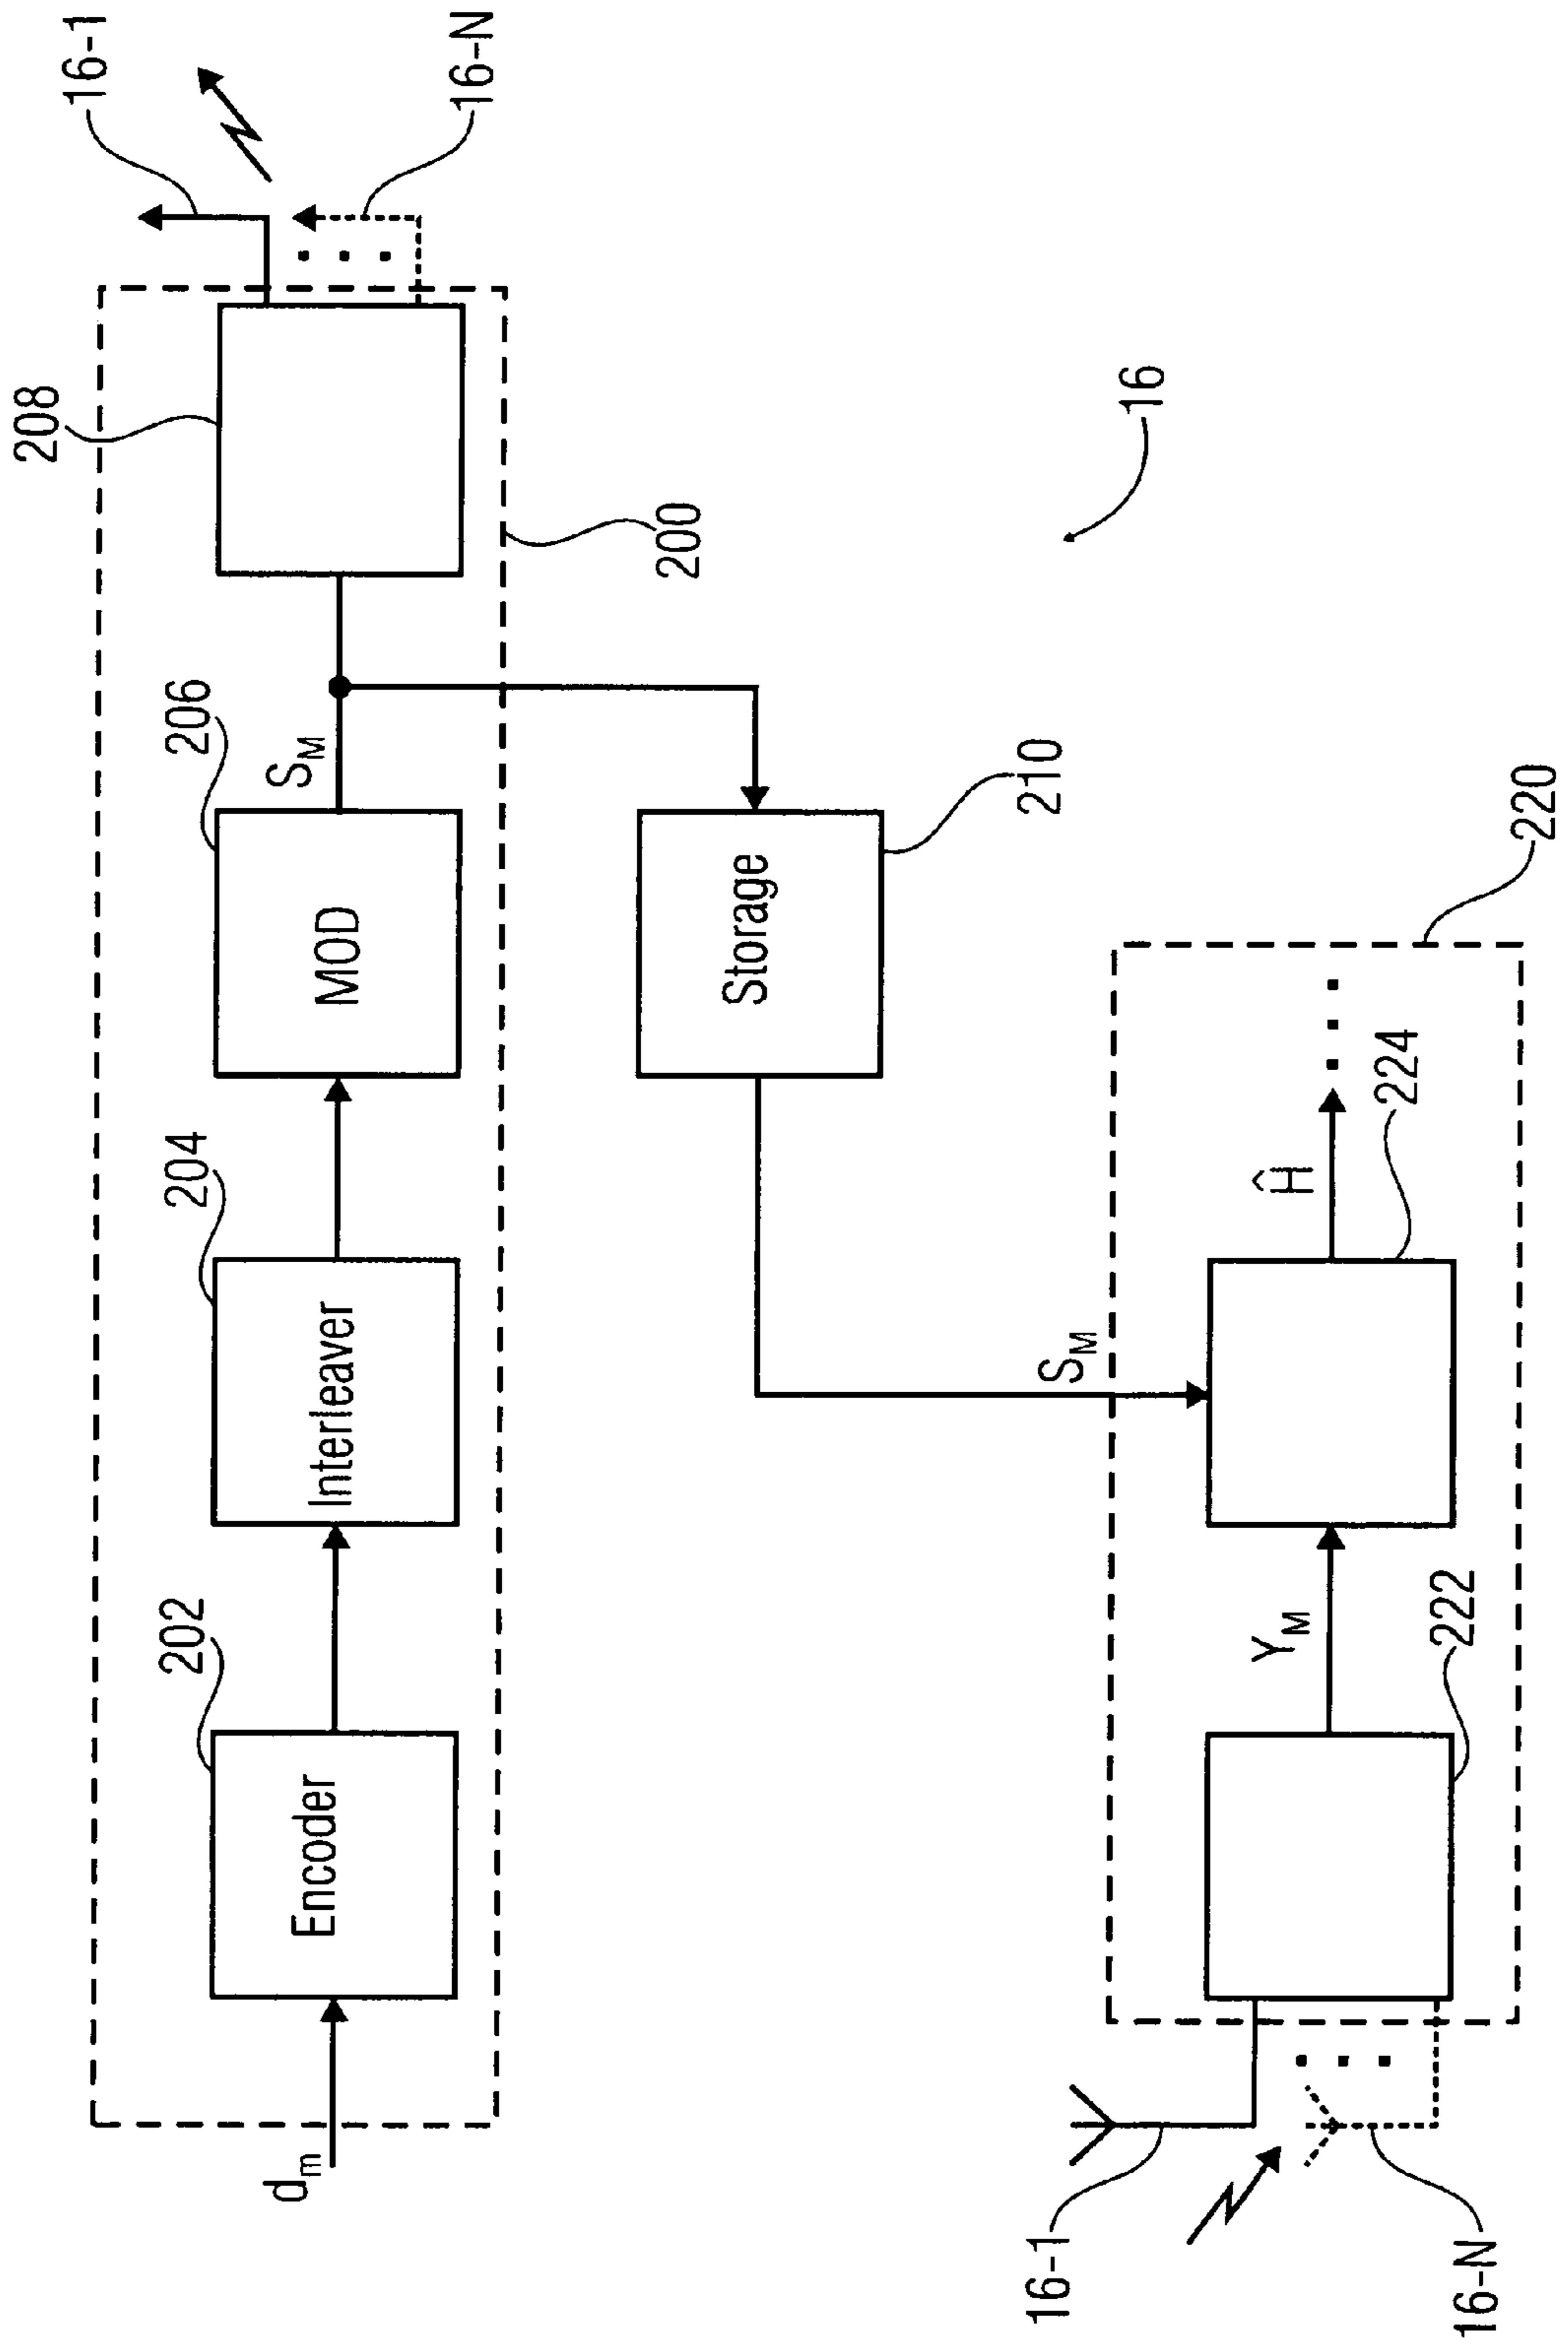 202
204
206
208
16-1
16-N
d_m
Encoder
Interleaver
MOD
S_M
200
Storage
210
16
S_M
220
16-1
16-N
Y_M
Ĥ
222
224